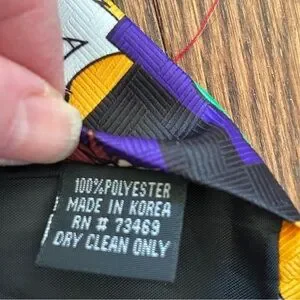 100% POLYESTER
MADE IN KOREA
RN # 73469
DRY CLEAN ONLY